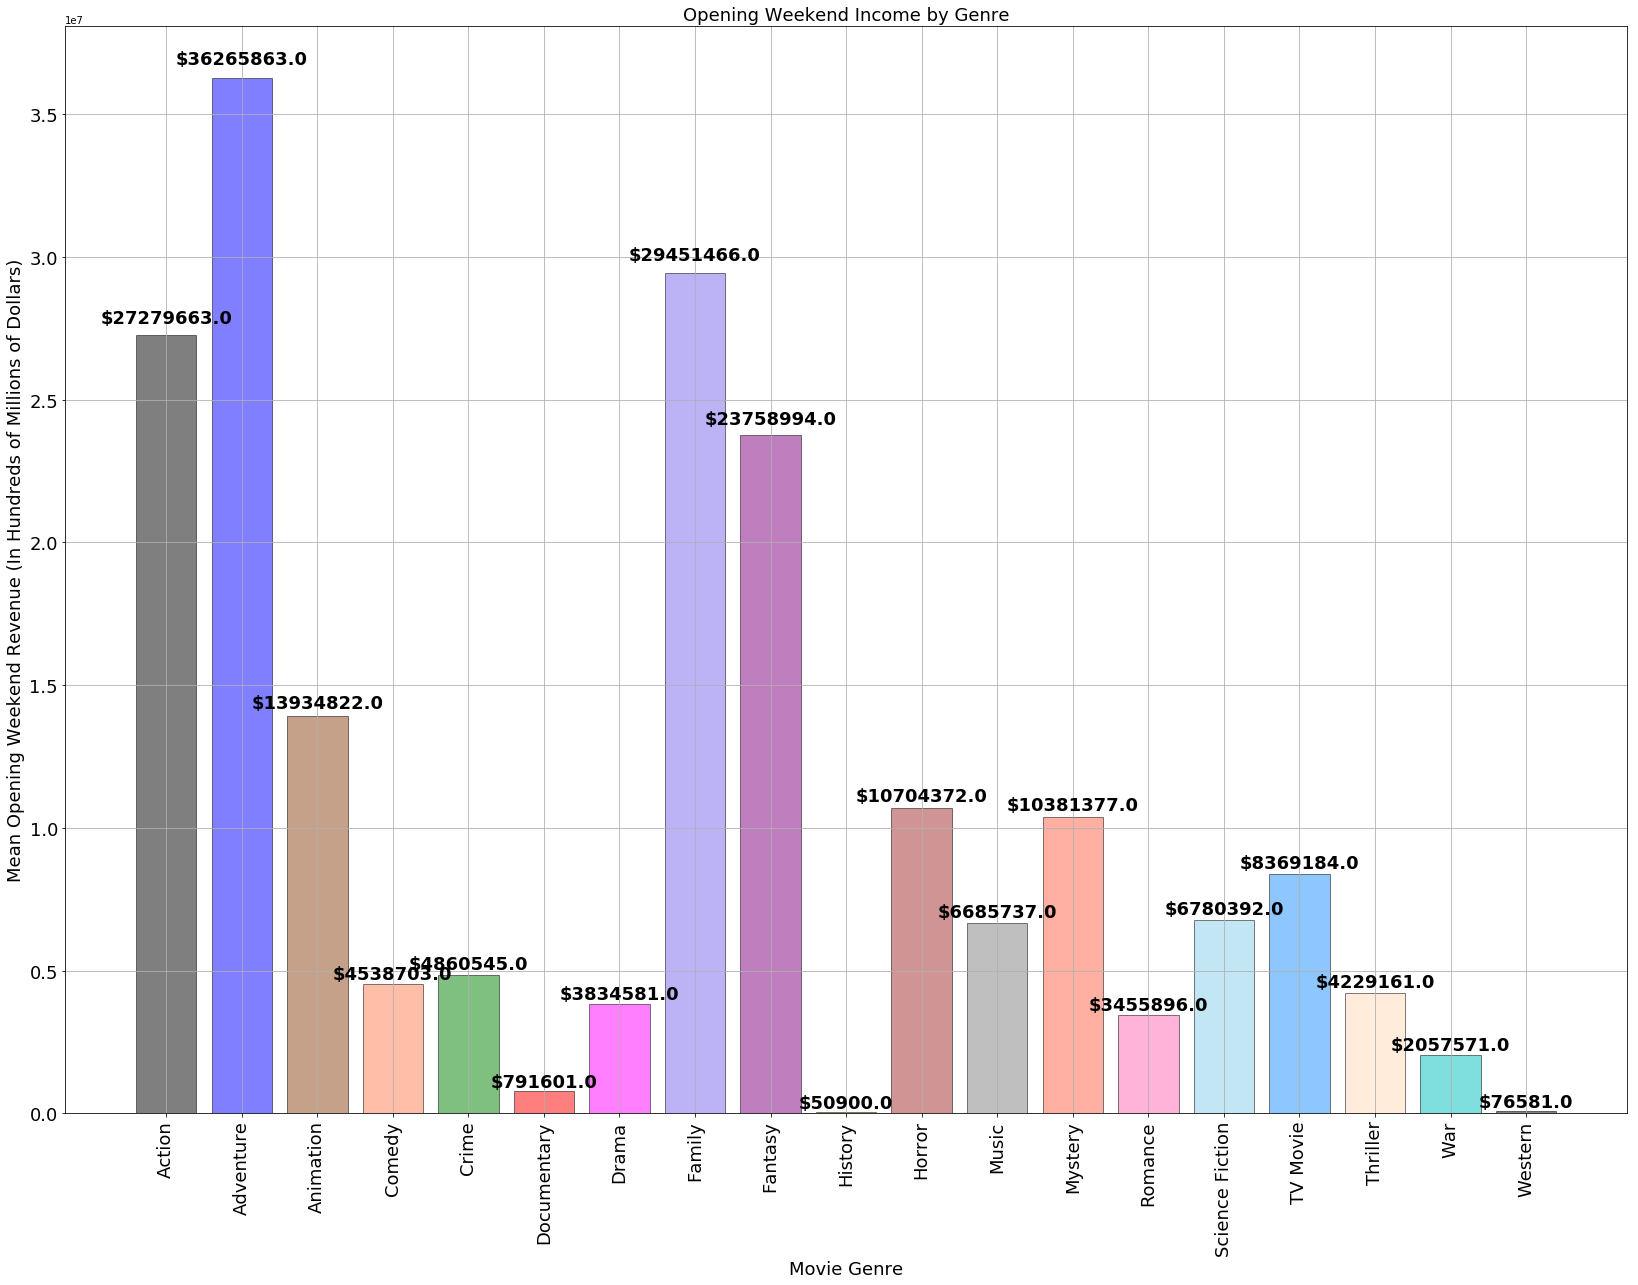 Opening Weekend Income by Genre
1e7
Mean Opening Weekend Revenue (In Hundreds of Millions of Dollars)
3.5
3.0
2.5
2.0
1.5
1.0
0.5
0.0
$27279663.0
$36265863.0
$13934822.0
$4538703.0
$4860545.0
$791601.0
$3834581.0
$29451466.0
$23758994.0
$50900.0
$10704372.0
$6685737.0
$10381377.0
$3455896.0
$6780392.0
$8369184.0
$4229161.0
$2057571.0
$76581.0
Action
Adventure
Animation
Comedy
Crime
Documentary
Drama
Family
Fantasy
History
Horror
Music
Mystery
Romance
Science Fiction
TV Movie
Thriller
War
Western
Movie Genre